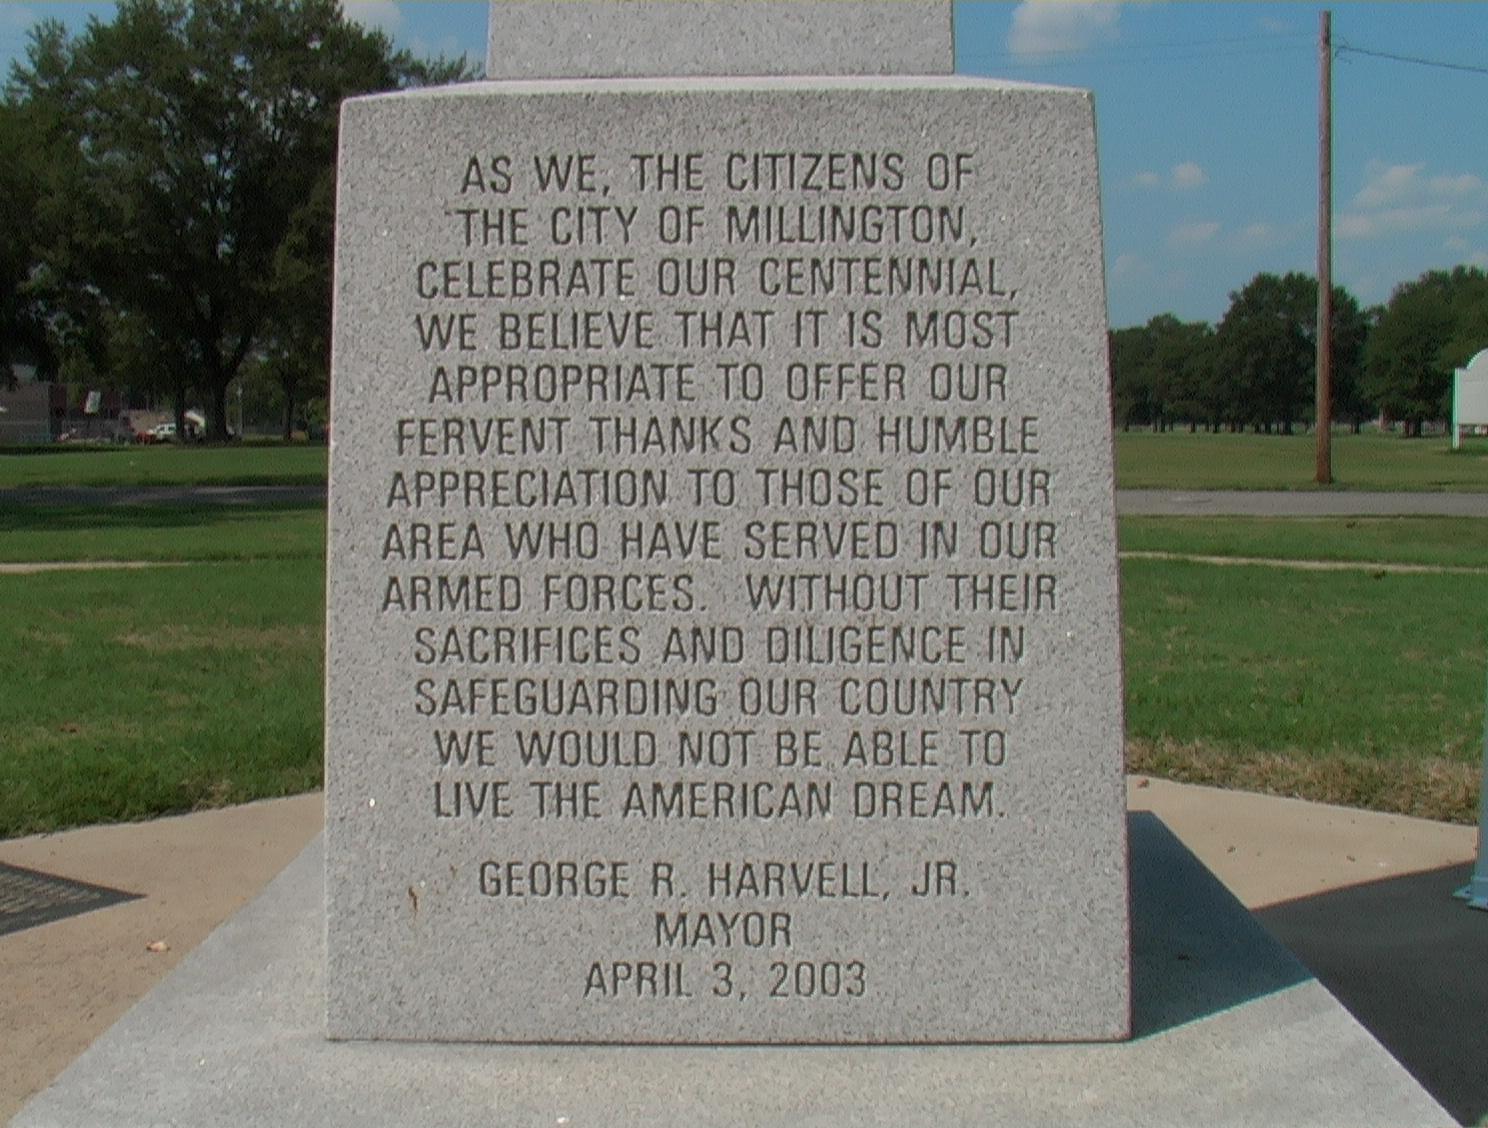 AS WE, THE CITIZENS OF
THE CITY OF MILLINGTON,
CELEBRATE OUR CENTENNIAL,
WE BELIEVE THAT IT IS MOST
APPROPRIATE TO OFFER OUR
FERVENT THANKS AND HUMBLE
APPRECIATION TO THOSE OF OUR
AREA WHO HAVE SERVED IN OUR
ARMED FORCES. WITHOUT THEIR
SACRIFICES AND DILIGENCE IN
SAFEGUARDING OUR COUNTRY
WE WOULD NOT BE ABLE TO
LIVE THE AMERICAN DREAM.
GEORGE R. HARVELL, JR.
MAYOR
APRIL 3, 2003